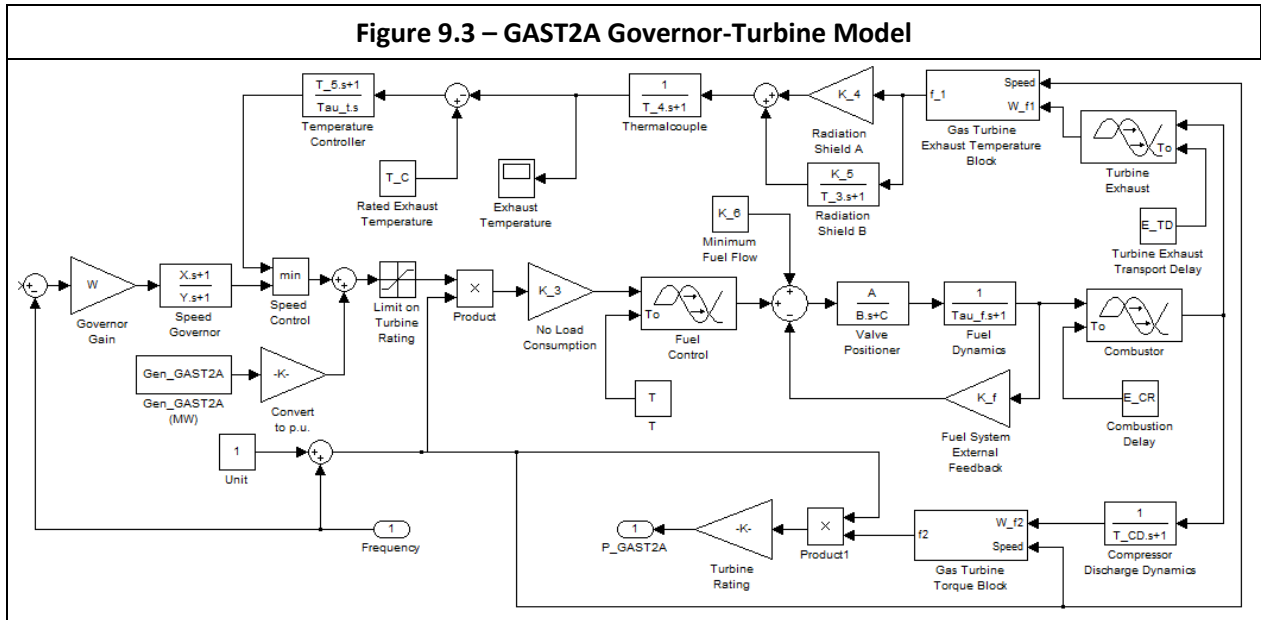 Figure 9.3 – GAST2A Governor-Turbine Model
T_5.s+1
Tau_t.s
Temperature
Controller
1
T_4.s+1
Thermalcouple
K_4
Radiation
Shield A
f_1
Speed
W_f1
Gas Turbine
Exhaust Temperature
Block
To
Turbine
Exhaust
T_C
Rated Exhaust
Temperature
Exhaust
Temperature
K_5
T_3.s+1
Radiation
Shield B
K_6
Minimum
Fuel Flow
E_TD
Turbine Exhaust
Transport Delay
W
Governor
Gain
X.s+1
Y.s+1
Speed
Governor
min
Speed
Control
Limit on
Turbine
Rating
×
Product
K_3
No Load
Consumption
To
Fuel
Control
A
B.s+C
Valve
Positioner
1
Tau_f.s+1
Fuel
Dynamics
To
Combustor
Gen_GAST2A
Gen_GAST2A
(MW)
-K-
Convert
to p.u.
T
T
K_f
Fuel System
External
Feedback
E_CR
Combustion
Delay
1
Unit
1
Frequency
1
P_GAST2A
-K-
Turbine
Rating
×
Product1
f2
W_f2
Speed
Gas Turbine
Torque Block
1
T_CD.s+1
Compressor
Discharge Dynamics